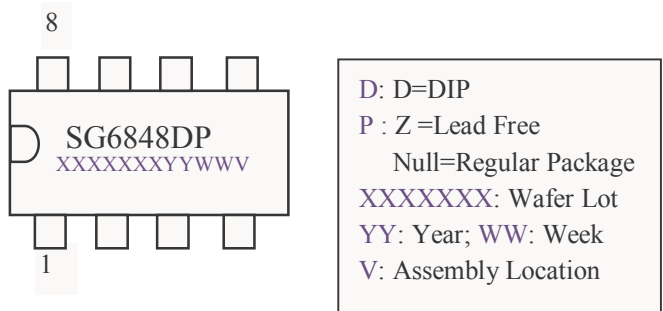 8
SG6848DP
XXXXXXXYYWWV
1
D: D=DIP
P : Z =Lead Free
Null=Regular Package
XXXXXXX: Wafer Lot
YY: Year; WW: Week
V: Assembly Location